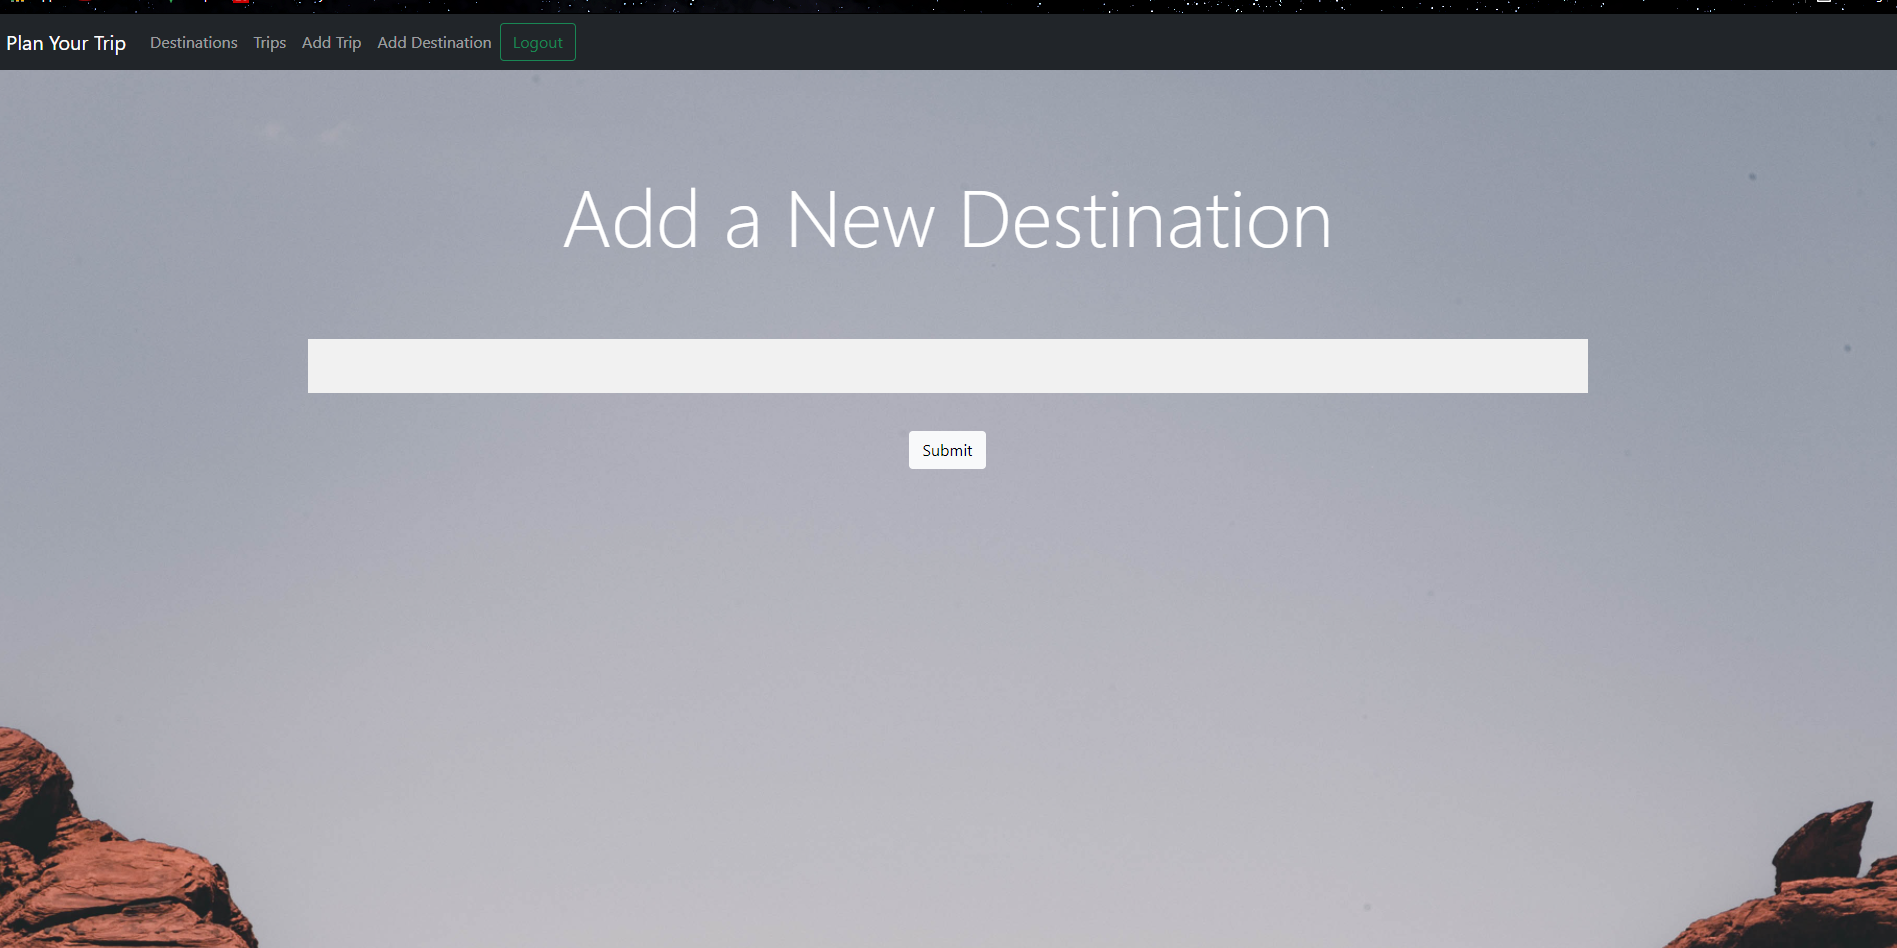 Plan Your Trip Destinations Trips Add Trip Add Destination Logout
Add a New Destination
Submit